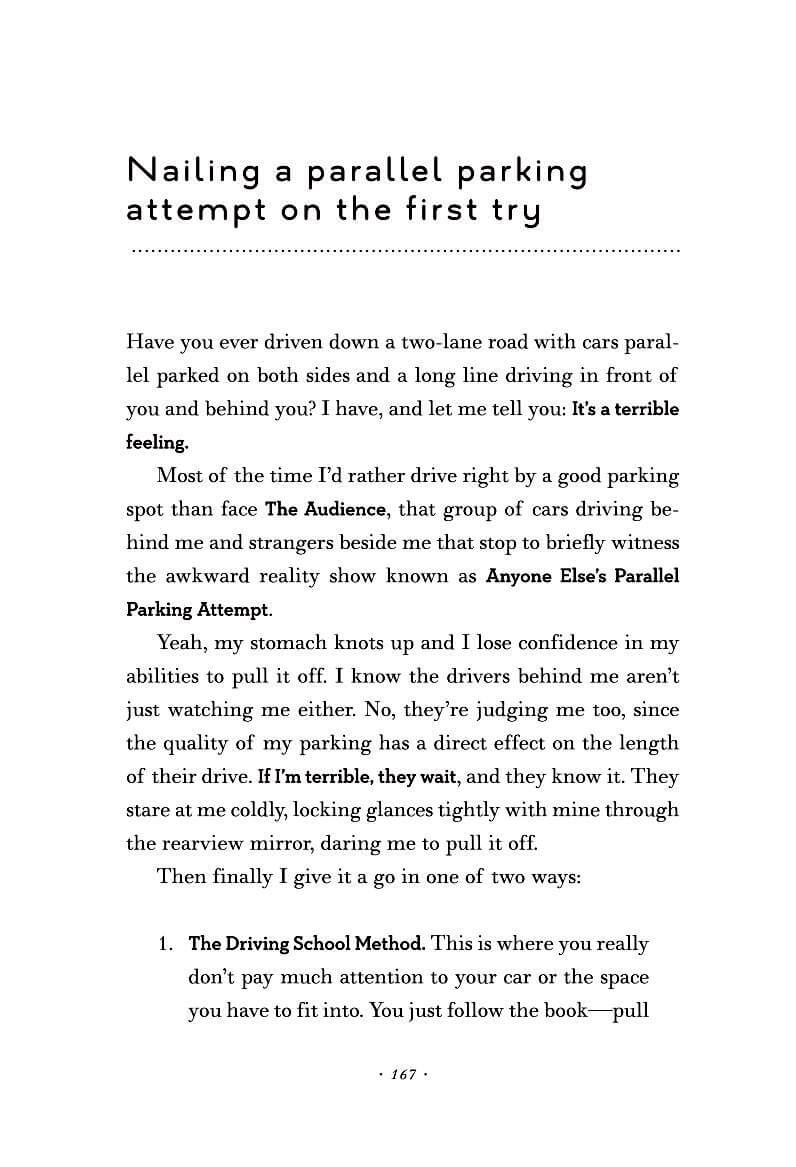 Nailing a parallel parking
attempt on the first try
Have you ever driven down a two-lane road with cars paral-
lel parked on both sides and a long line driving in front of
you and behind you? I have, and let me tell you: It’s a terrible
feeling.
Most of the time I’d rather drive right by a good parking
spot than face The Audience, that group of cars driving be-
hind me and strangers beside me that stop to briefly witness
the awkward reality show known as Anyone Else’s Parallel
Parking Attempt.
Yeah, my stomach knots up and I lose confidence in my
abilities to pull it off. I know the drivers behind me aren’t
just watching me either. No, they’re judging me too, since
the quality of my parking has a direct effect on the length
of their drive. If I’m terrible, they wait, and they know it. They
stare at me coldly, locking glances tightly with mine through
the rearview mirror, daring me to pull it off.
Then finally I give it a go in one of two ways:
1. The Driving School Method. This is where you really
don’t pay much attention to your car or the space
you have to fit into. You just follow the book—pull
· 167 ·